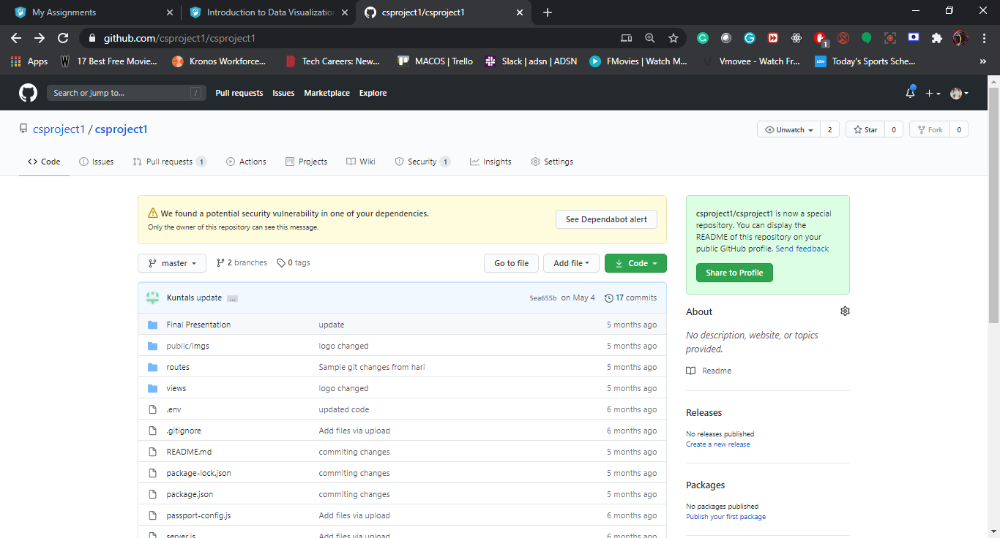 My Assignments
Introduction to Data Visualization
csproject1/csproject1
github.com/csproject1/csproject1
1
Apps
17 Best Free Movie...
Kronos Workforce...
Tech Careers: New...
MACOS | Trello
Slack | adsn | ADSN
FMovies | Watch M...
Vmovee - Watch Fr...
Today's Sports Sche...
»
Search or jump to...
/
Pull requests
Issues
Marketplace
Explore
csproject1 / csproject1
Unwatch
2
Star
0
Fork
0
Code
Issues
Pull requests 1
Actions
Projects
Wiki
Security 1
Insights
Settings
We found a potential security vulnerability in one of your dependencies.
Only the owner of this repository can see this message.
See Dependabot alert
master
2 branches
0 tags
Go to file
Add file
Code
Kuntals update ...
5ea655b on May 4
17 commits
Final Presentation update 5 months ago
public/imgs logo changed 5 months ago
routes Sample git changes from hari 5 months ago
views logo changed 5 months ago
.env updated code 6 months ago
.gitignore Add files via upload 6 months ago
README.md commiting changes 5 months ago
package-lock.json commiting changes 5 months ago
package.json commiting changes 5 months ago
passport-config.js Add files via upload 6 months ago
server.js Add files via upload 6 months ago
csproject1/csproject1 is now a special
repository. You can display the
README of this repository on your
public GitHub profile. Send feedback
Share to Profile
About
No description, website, or topics
provided.
Readme
Releases
No releases published
Create a new release
Packages
No packages published
Publish your first package